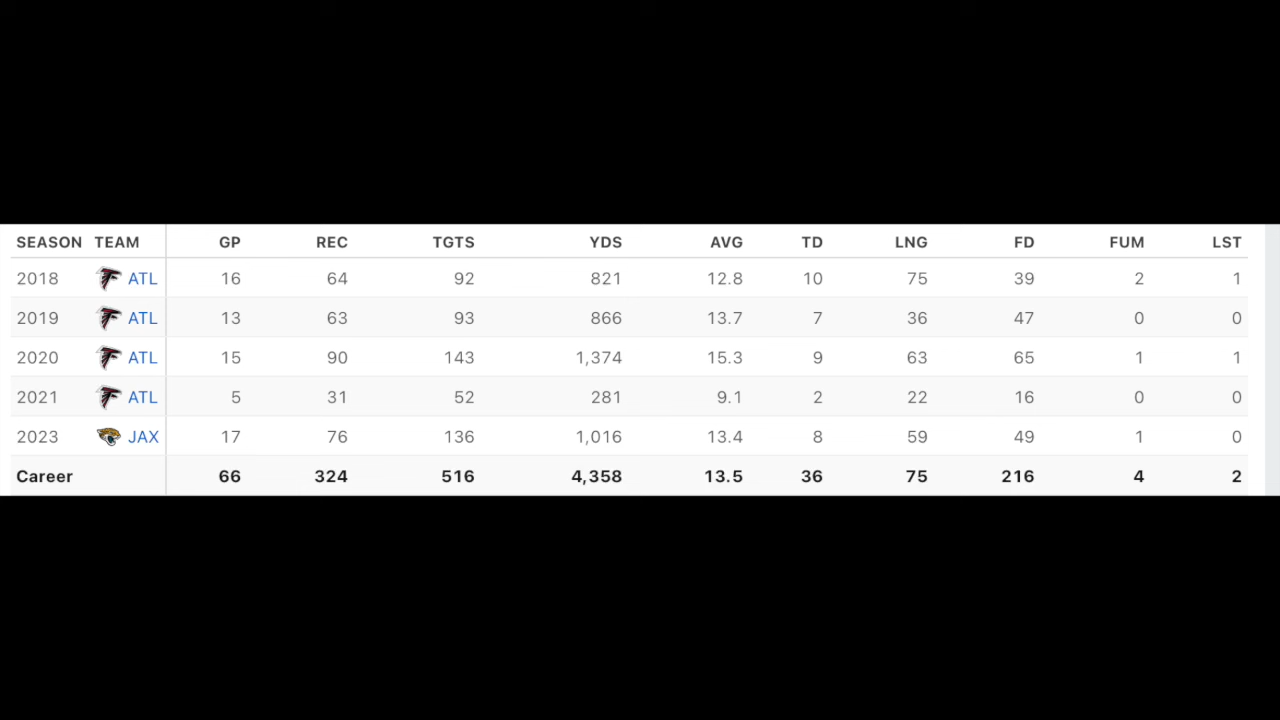 SEASON TEAM GP REC TGTS YDS AVG TD LNG FD FUM LST
2018 ATL 16 64 92 821 12.8 10 75 39 2 1
2019 ATL 13 63 93 866 13.7 7 36 47 0 0
2020 ATL 15 90 143 1,374 15.3 9 63 65 1 1
2021 ATL 5 31 52 281 9.1 2 22 16 0 0
2023 JAX 17 76 136 1,016 13.4 8 59 49 1 0
Career 66 324 516 4,358 13.5 36 75 216 4 2